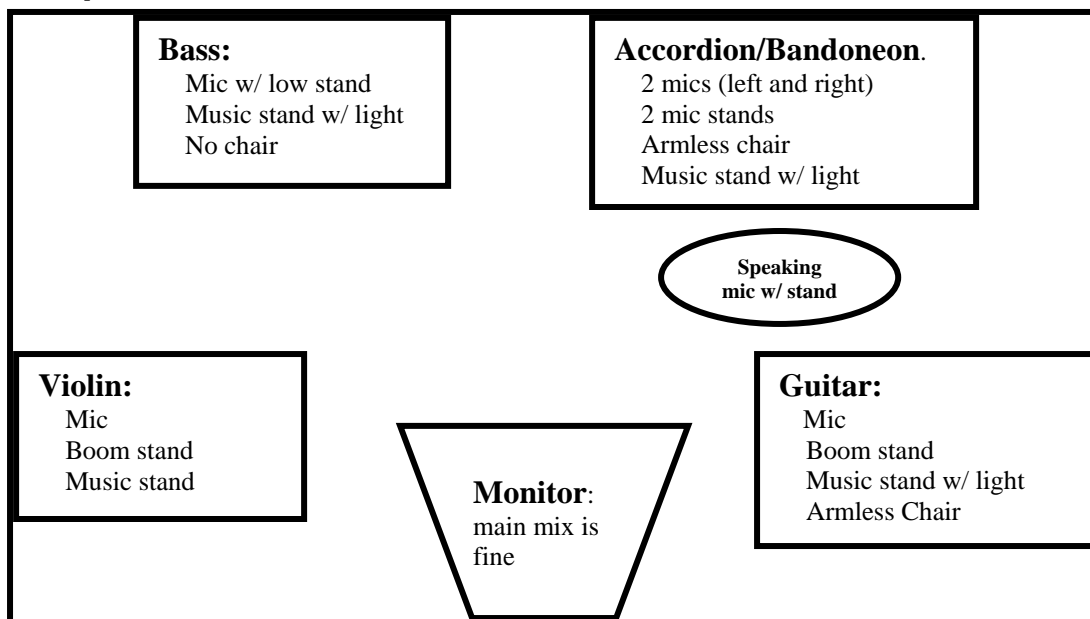 Bass:
Mic w/ low stand
Music stand w/ light
No chair
Accordion/Bandoneon.
2 mics (left and right)
2 mic stands
Armless chair
Music stand w/ light
Speaking
mic w/ stand
Violin:
Mic
Boom stand
Music stand
Monitor:
main mix is
fine
Guitar:
Mic
Boom stand
Music stand w/ light
Armless Chair